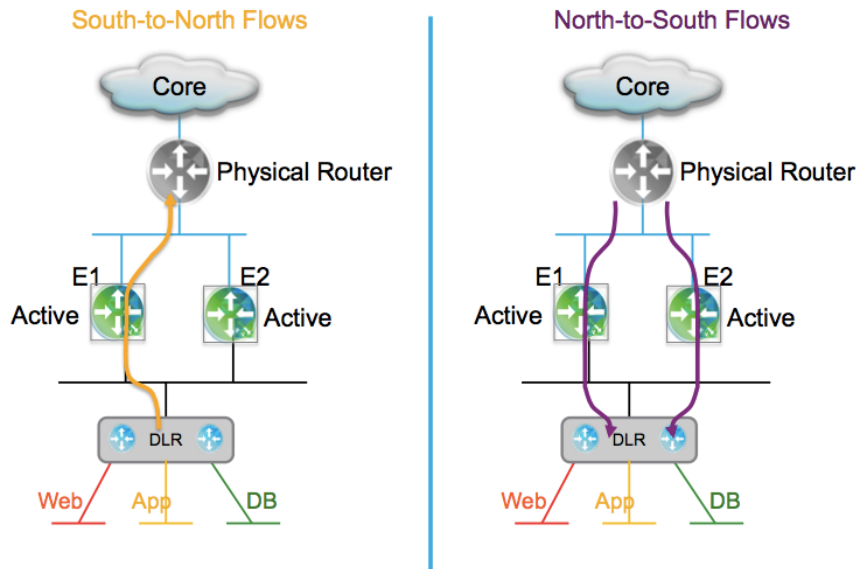 South-to-North Flows
Core
Physical Router
E1
E2
Active
Active
DLR
Web
App
DB
North-to-South Flows
Core
Physical Router
E1
E2
Active
Active
DLR
Web
App
DB